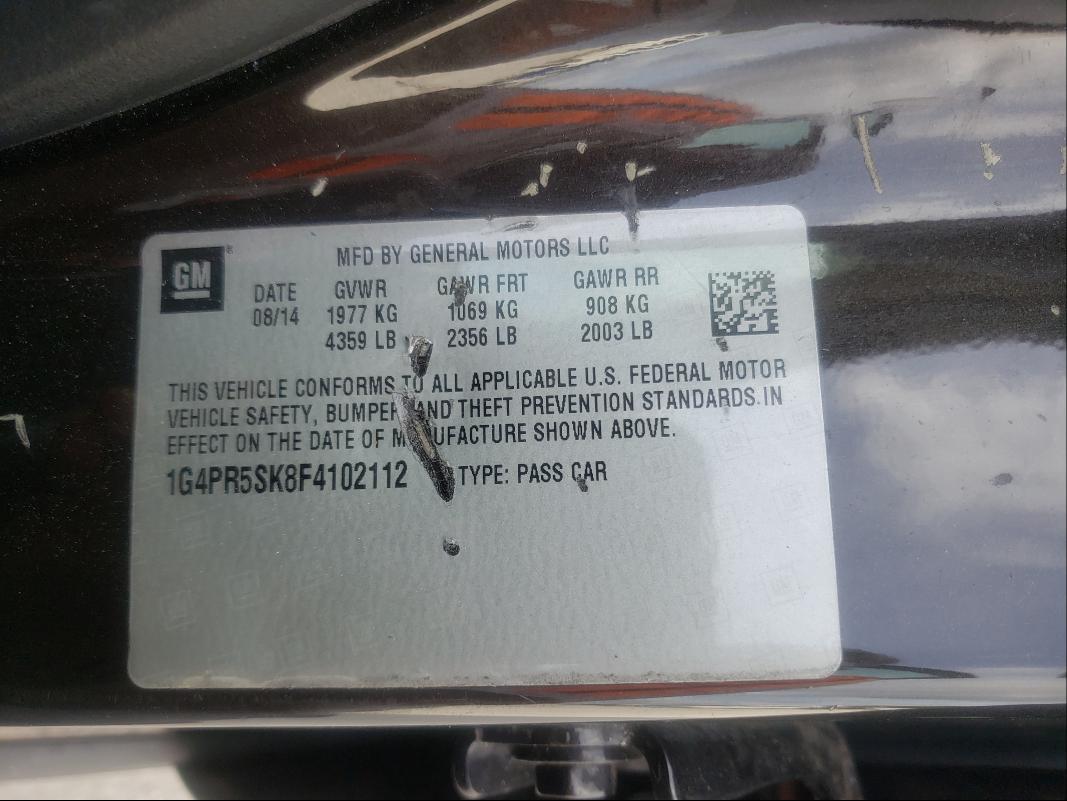 GM®
MFD BY GENERAL MOTORS LLC
DATE GVWR GAWR FRT GAWR RR
08/14 1977 KG 1069 KG 908 KG
4359 LB 2356 LB 2003 LB
THIS VEHICLE CONFORMS TO ALL APPLICABLE U.S. FEDERAL MOTOR
VEHICLE SAFETY, BUMPER AND THEFT PREVENTION STANDARDS IN
EFFECT ON THE DATE OF MANUFACTURE SHOWN ABOVE.
1G4PR5SK8F4102112 TYPE: PASS CAR